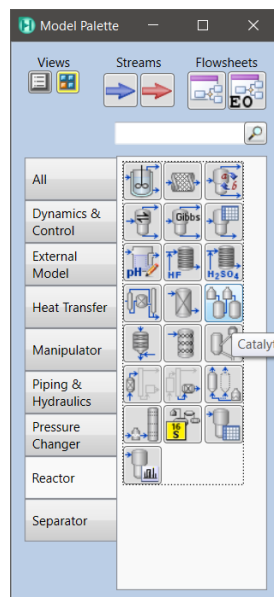 Model Palette
Views
Streams
Flowsheets
EO
All
Dynamics &
Control
External
Model
Heat Transfer
Manipulator
Piping &
Hydraulics
Pressure
Changer
Reactor
Separator
Gibbs
pH
HF
H₂SO₄
Catalyt
16
S